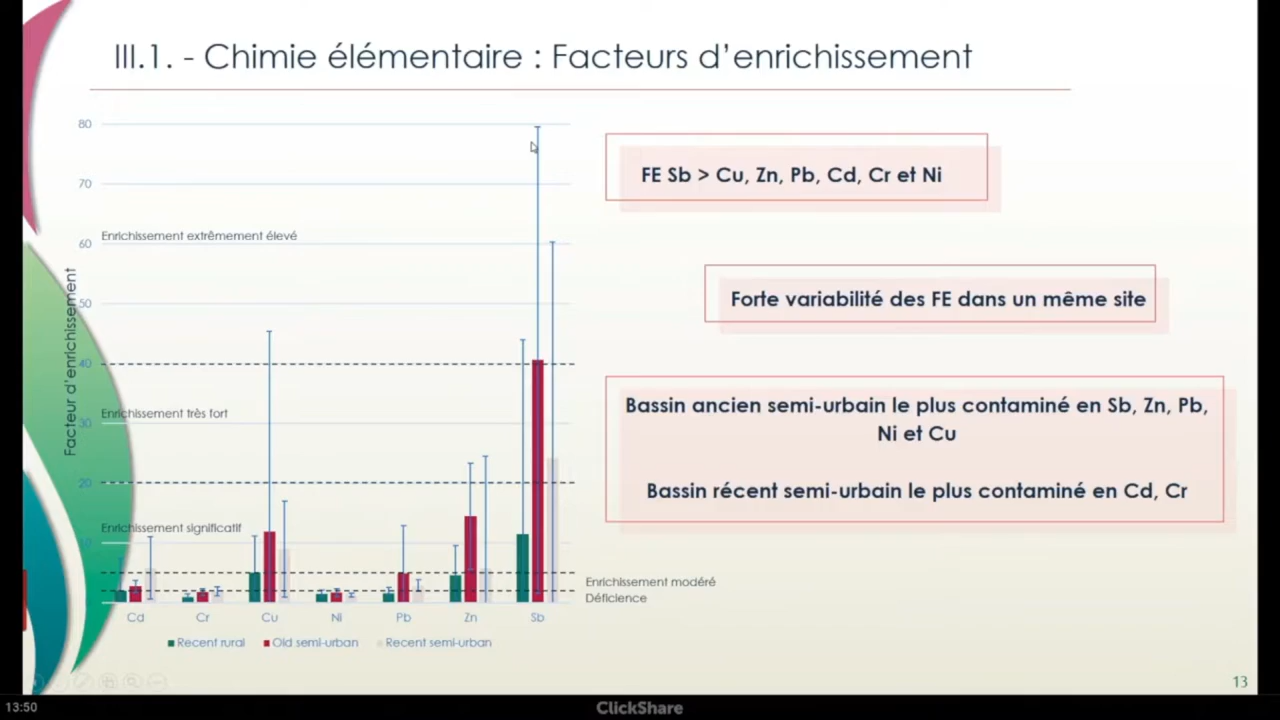 III.1. - Chimie élémentaire : Facteurs d’enrichissement
80
70
60
50
40
30
20
10
Facteur d’enrichissement
Enrichissement extrêmement élevé
Enrichissement très fort
Enrichissement significatif
Enrichissement modéré
Déficience
Cd Cr Cu Ni Pb Zn Sb
Recent rural Old semi-urban Recent semi-urban
FE Sb > Cu, Zn, Pb, Cd, Cr et Ni
Forte variabilité des FE dans un même site
Bassin ancien semi-urbain le plus contaminé en Sb, Zn, Pb,
Ni et Cu
Bassin récent semi-urbain le plus contaminé en Cd, Cr
13
13:50
ClickShare